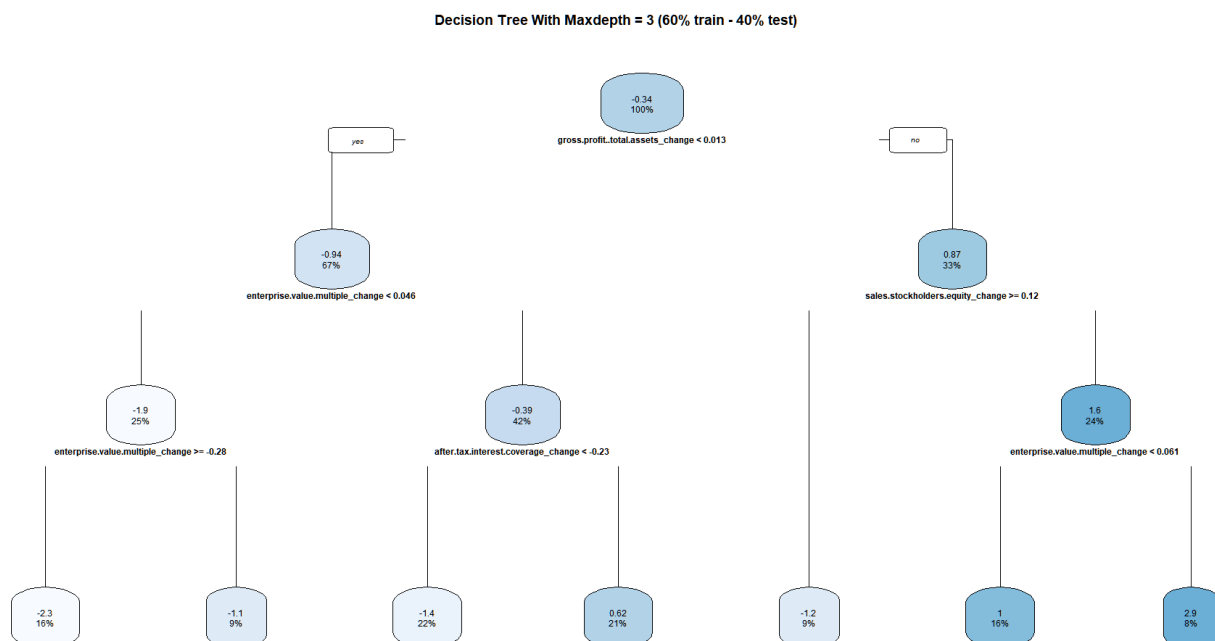 Decision Tree With Maxdepth = 3 (60% train - 40% test)
-0.34
100%
gross.profit..total.assets_change < 0.013
yes
no
-0.94
67%
enterprise.value.multiple_change < 0.046
0.87
33%
sales.stockholders.equity_change >= 0.12
-1.9
25%
enterprise.value.multiple_change >= -0.28
-0.39
42%
after.tax.interest.coverage_change < -0.23
1.6
24%
enterprise.value.multiple_change < 0.061
-2.3
16%
-1.1
9%
-1.4
22%
0.62
21%
-1.2
9%
1
16%
2.9
8%